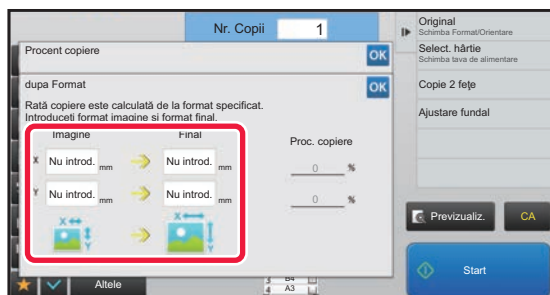 Nr. Copii 1
Procent copiere OK
dupa Format OK
Rată copiere este calculată de la format specificat.
Introduceti format imagine si format final.
Imagine Final Proc. copiere
X Nu introd. mm Nu introd. mm 0 %
Y Nu introd. mm Nu introd. mm 0 %
X Y X Y
Altele
3 B4
4 A3
Original
Schimba Format/Orientare
Select. hârtie
Schimba tava de alimentare
Copie 2 feţe
Ajustare fundal
Previzualiz. CA
Start